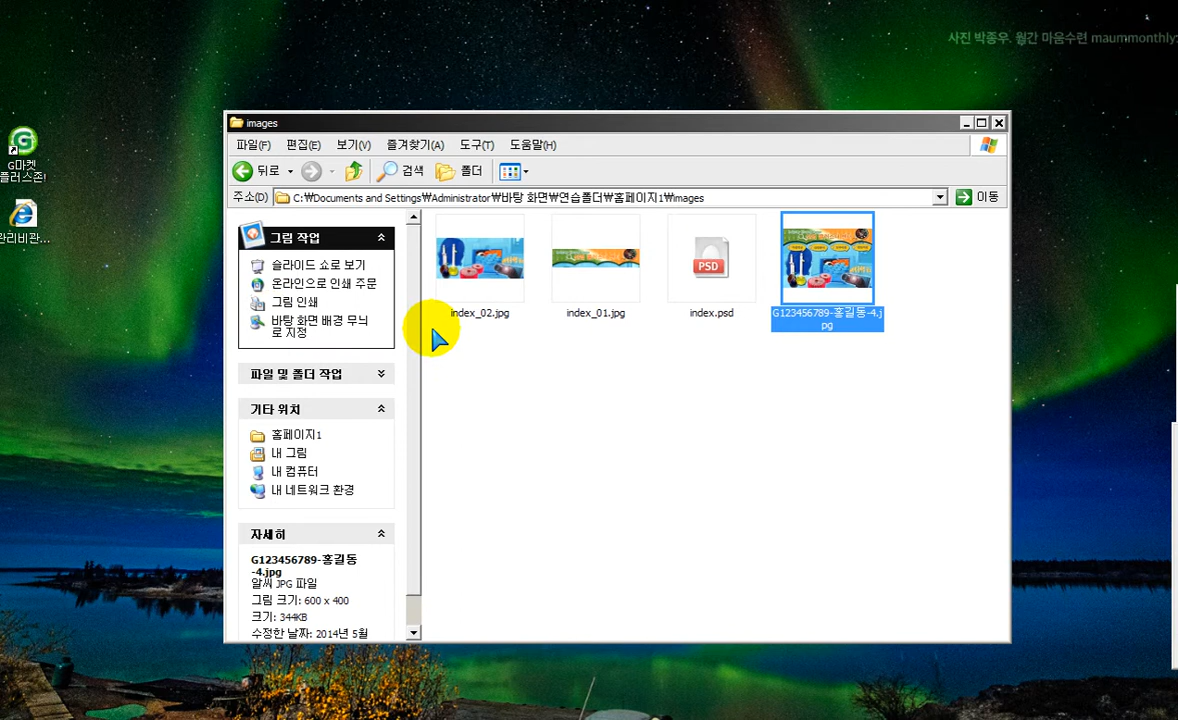 사진 박종우. 월간 마음수련 maummonthly:
G마켓
플러스존!
관리비관...
images
파일(F) 편집(E) 보기(V) 즐겨찾기(A) 도구(T) 도움말(H)
뒤로 검색 폴더
주소(D) C:₩Documents and Settings₩Administrator₩바탕 화면₩연습폴더₩홈페이지1₩images 이동
그림 작업
슬라이드 쇼로 보기
온라인으로 인쇄 주문
그림 인쇄
바탕 화면 배경 무늬
로 지정
파일 및 폴더 작업
기타 위치
홈페이지1
내 그림
내 컴퓨터
내 네트워크 환경
자세히
G123456789-홍길동
-4.jpg
알씨 JPG 파일
그림 크기: 600 x 400
크기: 344KB
수정한 날짜: 2014년 5월
PSD
index_02.jpg index_01.jpg index.psd G123456789-홍길동-4.j
pg